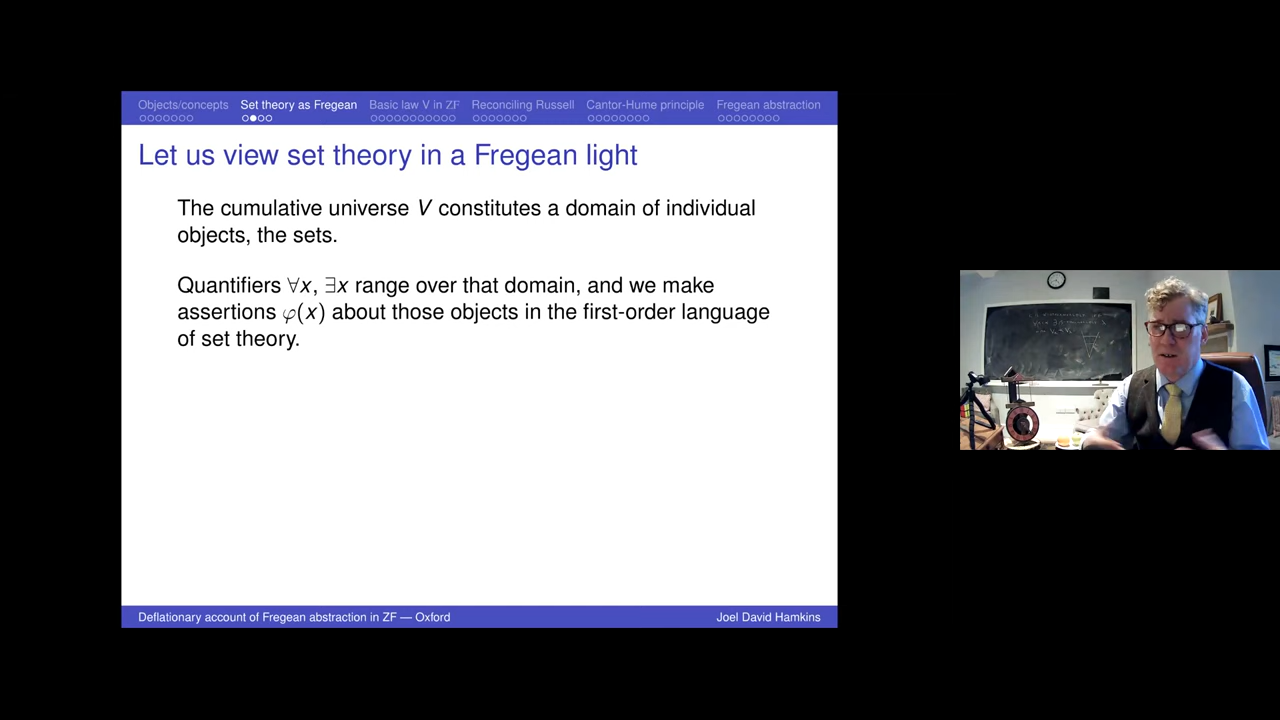 Objects/concepts Set theory as Fregean Basic law V in ZF Reconciling Russell Cantor-Hume principle Fregean abstraction
Let us view set theory in a Fregean light
The cumulative universe V constitutes a domain of individual
objects, the sets.
Quantifiers ∀x, ∃x range over that domain, and we make
assertions φ(x) about those objects in the first-order language
of set theory.
Deflationary account of Fregean abstraction in ZF — Oxford Joel David Hamkins